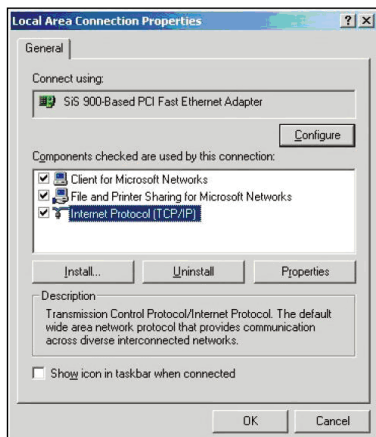 Local Area Connection Properties
General
Connect using:
SiS 900-Based PCI Fast Ethernet Adapter
Configure
Components checked are used by this connection:
Client for Microsoft Networks
File and Printer Sharing for Microsoft Networks
Internet Protocol (TCP/IP)
Install... Uninstall Properties
Description
Transmission Control Protocol/Internet Protocol. The default
wide area network protocol that provides communication
across diverse interconnected networks.
Show icon in taskbar when connected
OK Cancel